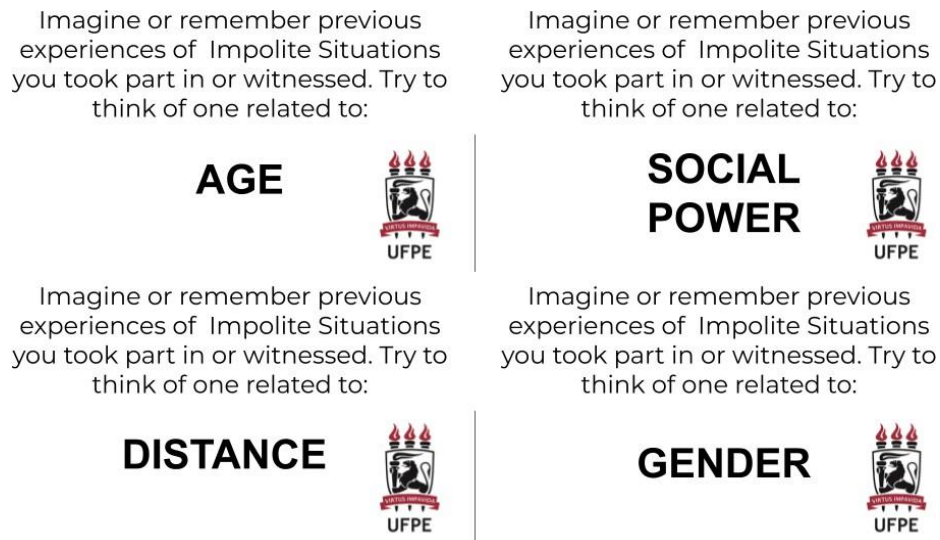 Imagine or remember previous
experiences of  Impolite Situations
you took part in or witnessed. Try to
think of one related to:
AGE
VIRTUS IMPAVIDA
UFPE
Imagine or remember previous
experiences of  Impolite Situations
you took part in or witnessed. Try to
think of one related to:
SOCIAL
POWER
VIRTUS IMPAVIDA
UFPE
Imagine or remember previous
experiences of  Impolite Situations
you took part in or witnessed. Try to
think of one related to:
DISTANCE
VIRTUS IMPAVIDA
UFPE
Imagine or remember previous
experiences of  Impolite Situations
you took part in or witnessed. Try to
think of one related to:
GENDER
VIRTUS IMPAVIDA
UFPE